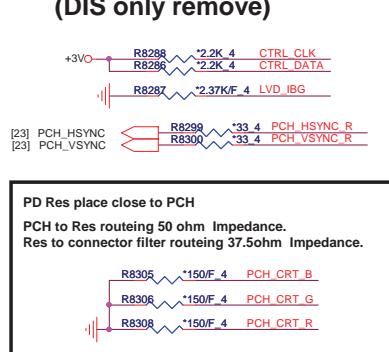 (DIS only remove)
+3VO R8288 *2.2K_4 CTRL_CLK
R8286 *2.2K_4 CTRL_DATA
R8287 *2.37K/F_4 LVD_IBG
[23] PCH_HSYNC R8299 *33_4 PCH_HSYNC_R
[23] PCH_VSYNC R8300 *33_4 PCH_VSYNC_R
PD Res place close to PCH
PCH to Res routeing 50 ohm Impedance.
Res to connector filter routeing 37.5ohm Impedance.
R8305 *150/F_4 PCH_CRT_B
R8306 *150/F_4 PCH_CRT_G
R8308 *150/F_4 PCH_CRT_R